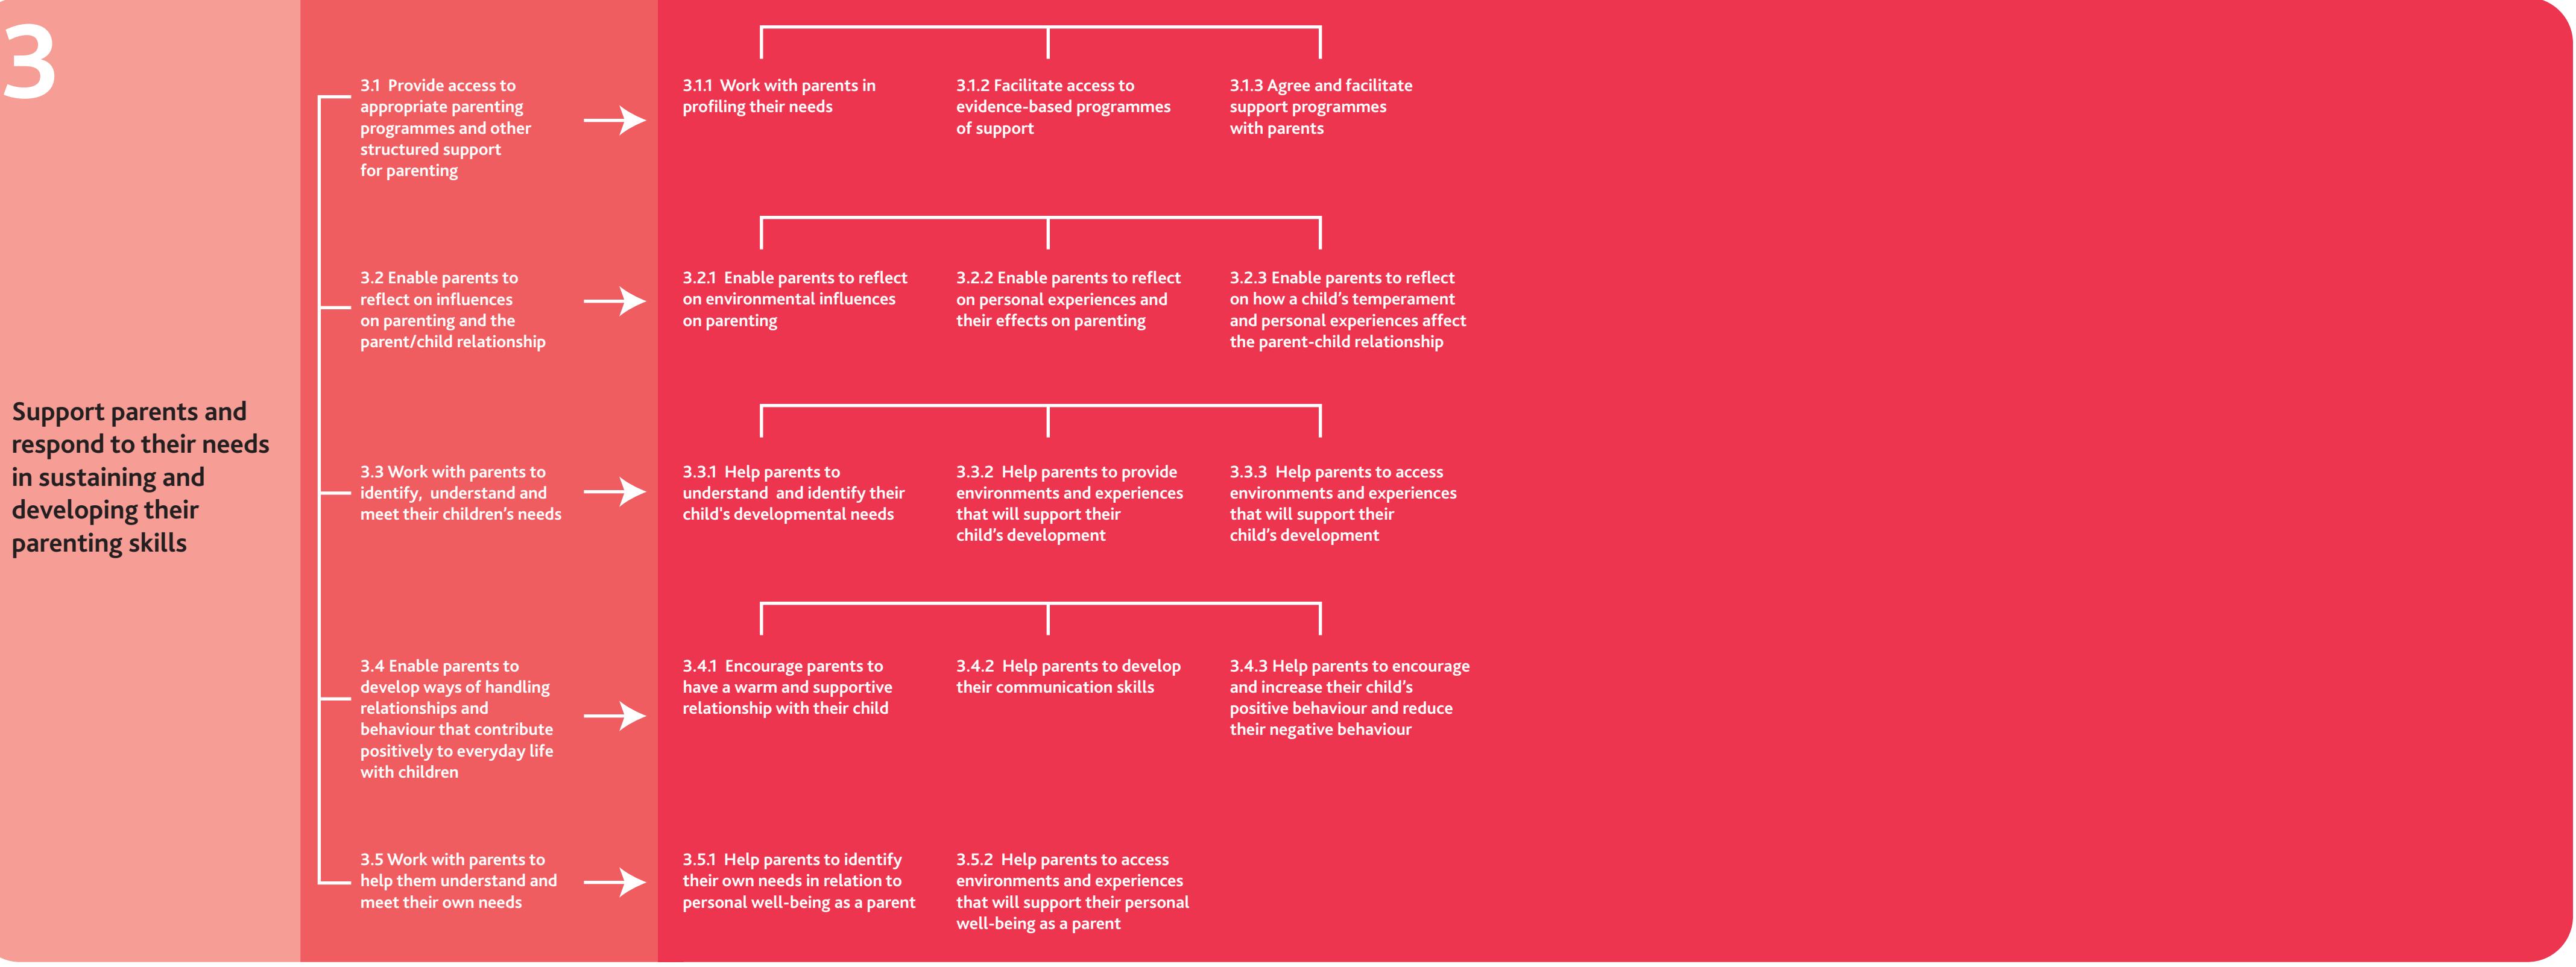 3
Support parents and
respond to their needs
in sustaining and
developing their
parenting skills
3.1 Provide access to
appropriate parenting
programmes and other
structured support
for parenting
3.1.1 Work with parents in
profiling their needs
3.1.2 Facilitate access to
evidence-based programmes
of support
3.1.3 Agree and facilitate
support programmes
with parents
3.2 Enable parents to
reflect on influences
on parenting and the
parent/child relationship
3.2.1 Enable parents to reflect
on environmental influences
on parenting
3.2.2 Enable parents to reflect
on personal experiences and
their effects on parenting
3.2.3 Enable parents to reflect
on how a child’s temperament
and personal experiences affect
the parent-child relationship
3.3 Work with parents to
identify, understand and
meet their children’s needs
3.3.1 Help parents to
understand and identify their
child's developmental needs
3.3.2 Help parents to provide
environments and experiences
that will support their
child’s development
3.3.3 Help parents to access
environments and experiences
that will support their
child’s development
3.4 Enable parents to
develop ways of handling
relationships and
behaviour that contribute
positively to everyday life
with children
3.4.1 Encourage parents to
have a warm and supportive
relationship with their child
3.4.2 Help parents to develop
their communication skills
3.4.3 Help parents to encourage
and increase their child’s
positive behaviour and reduce
their negative behaviour
3.5 Work with parents to
help them understand and
meet their own needs
3.5.1 Help parents to identify
their own needs in relation to
personal well-being as a parent
3.5.2 Help parents to access
environments and experiences
that will support their personal
well-being as a parent